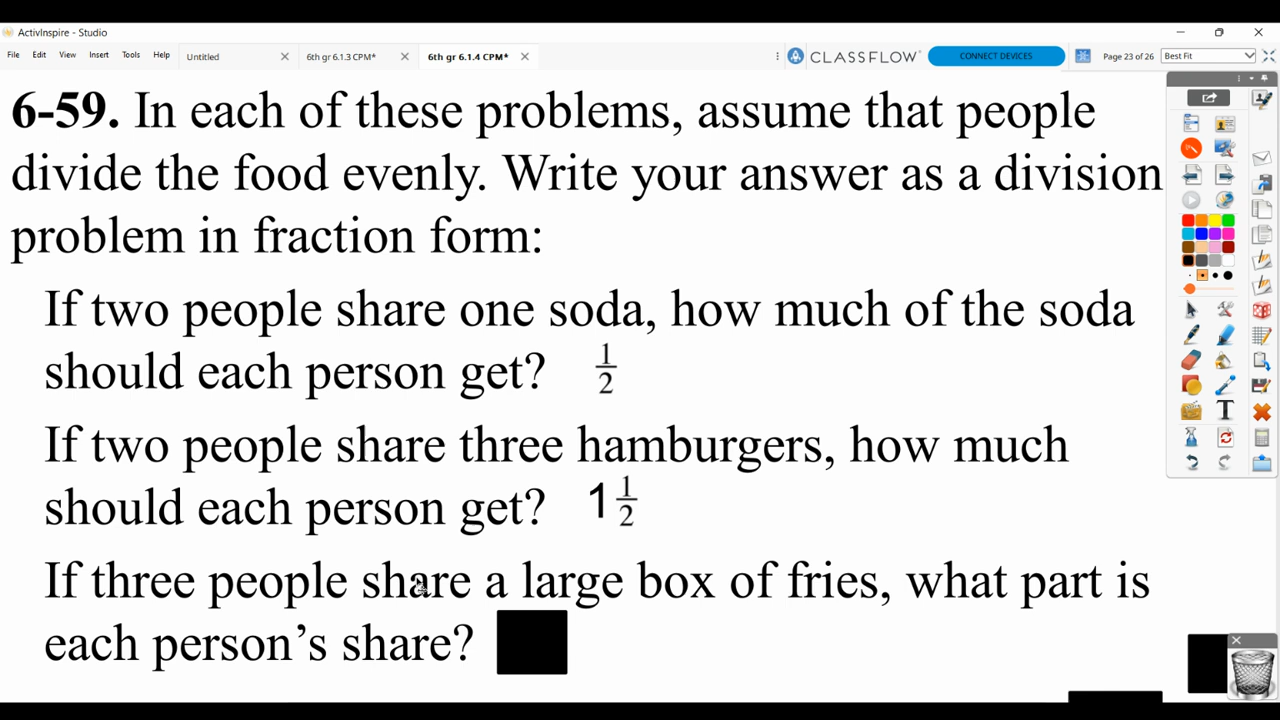 ActivInspire - Studio
File Edit View Insert Tools Help Untitled 6th gr 6.1.3 CPM* 6th gr 6.1.4 CPM* CLASSFLOW CONNECT DEVICES Page 23 of 26 Best Fit
6-59. In each of these problems, assume that people
divide the food evenly. Write your answer as a division
problem in fraction form:
If two people share one soda, how much of the soda
should each person get? 1/2
If two people share three hamburgers, how much
should each person get? 1 1/2
If three people share a large box of fries, what part is
each person’s share?